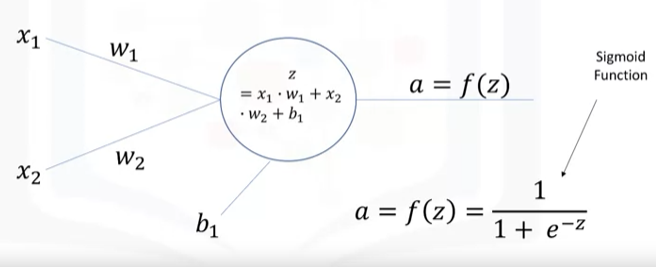 x₁
w₁
z
= x₁ · w₁ + x₂
· w₂ + b₁
a = f(z)
Sigmoid
Function
x₂
w₂
b₁
a = f(z) = 1 / 1 + e⁻ᶻ